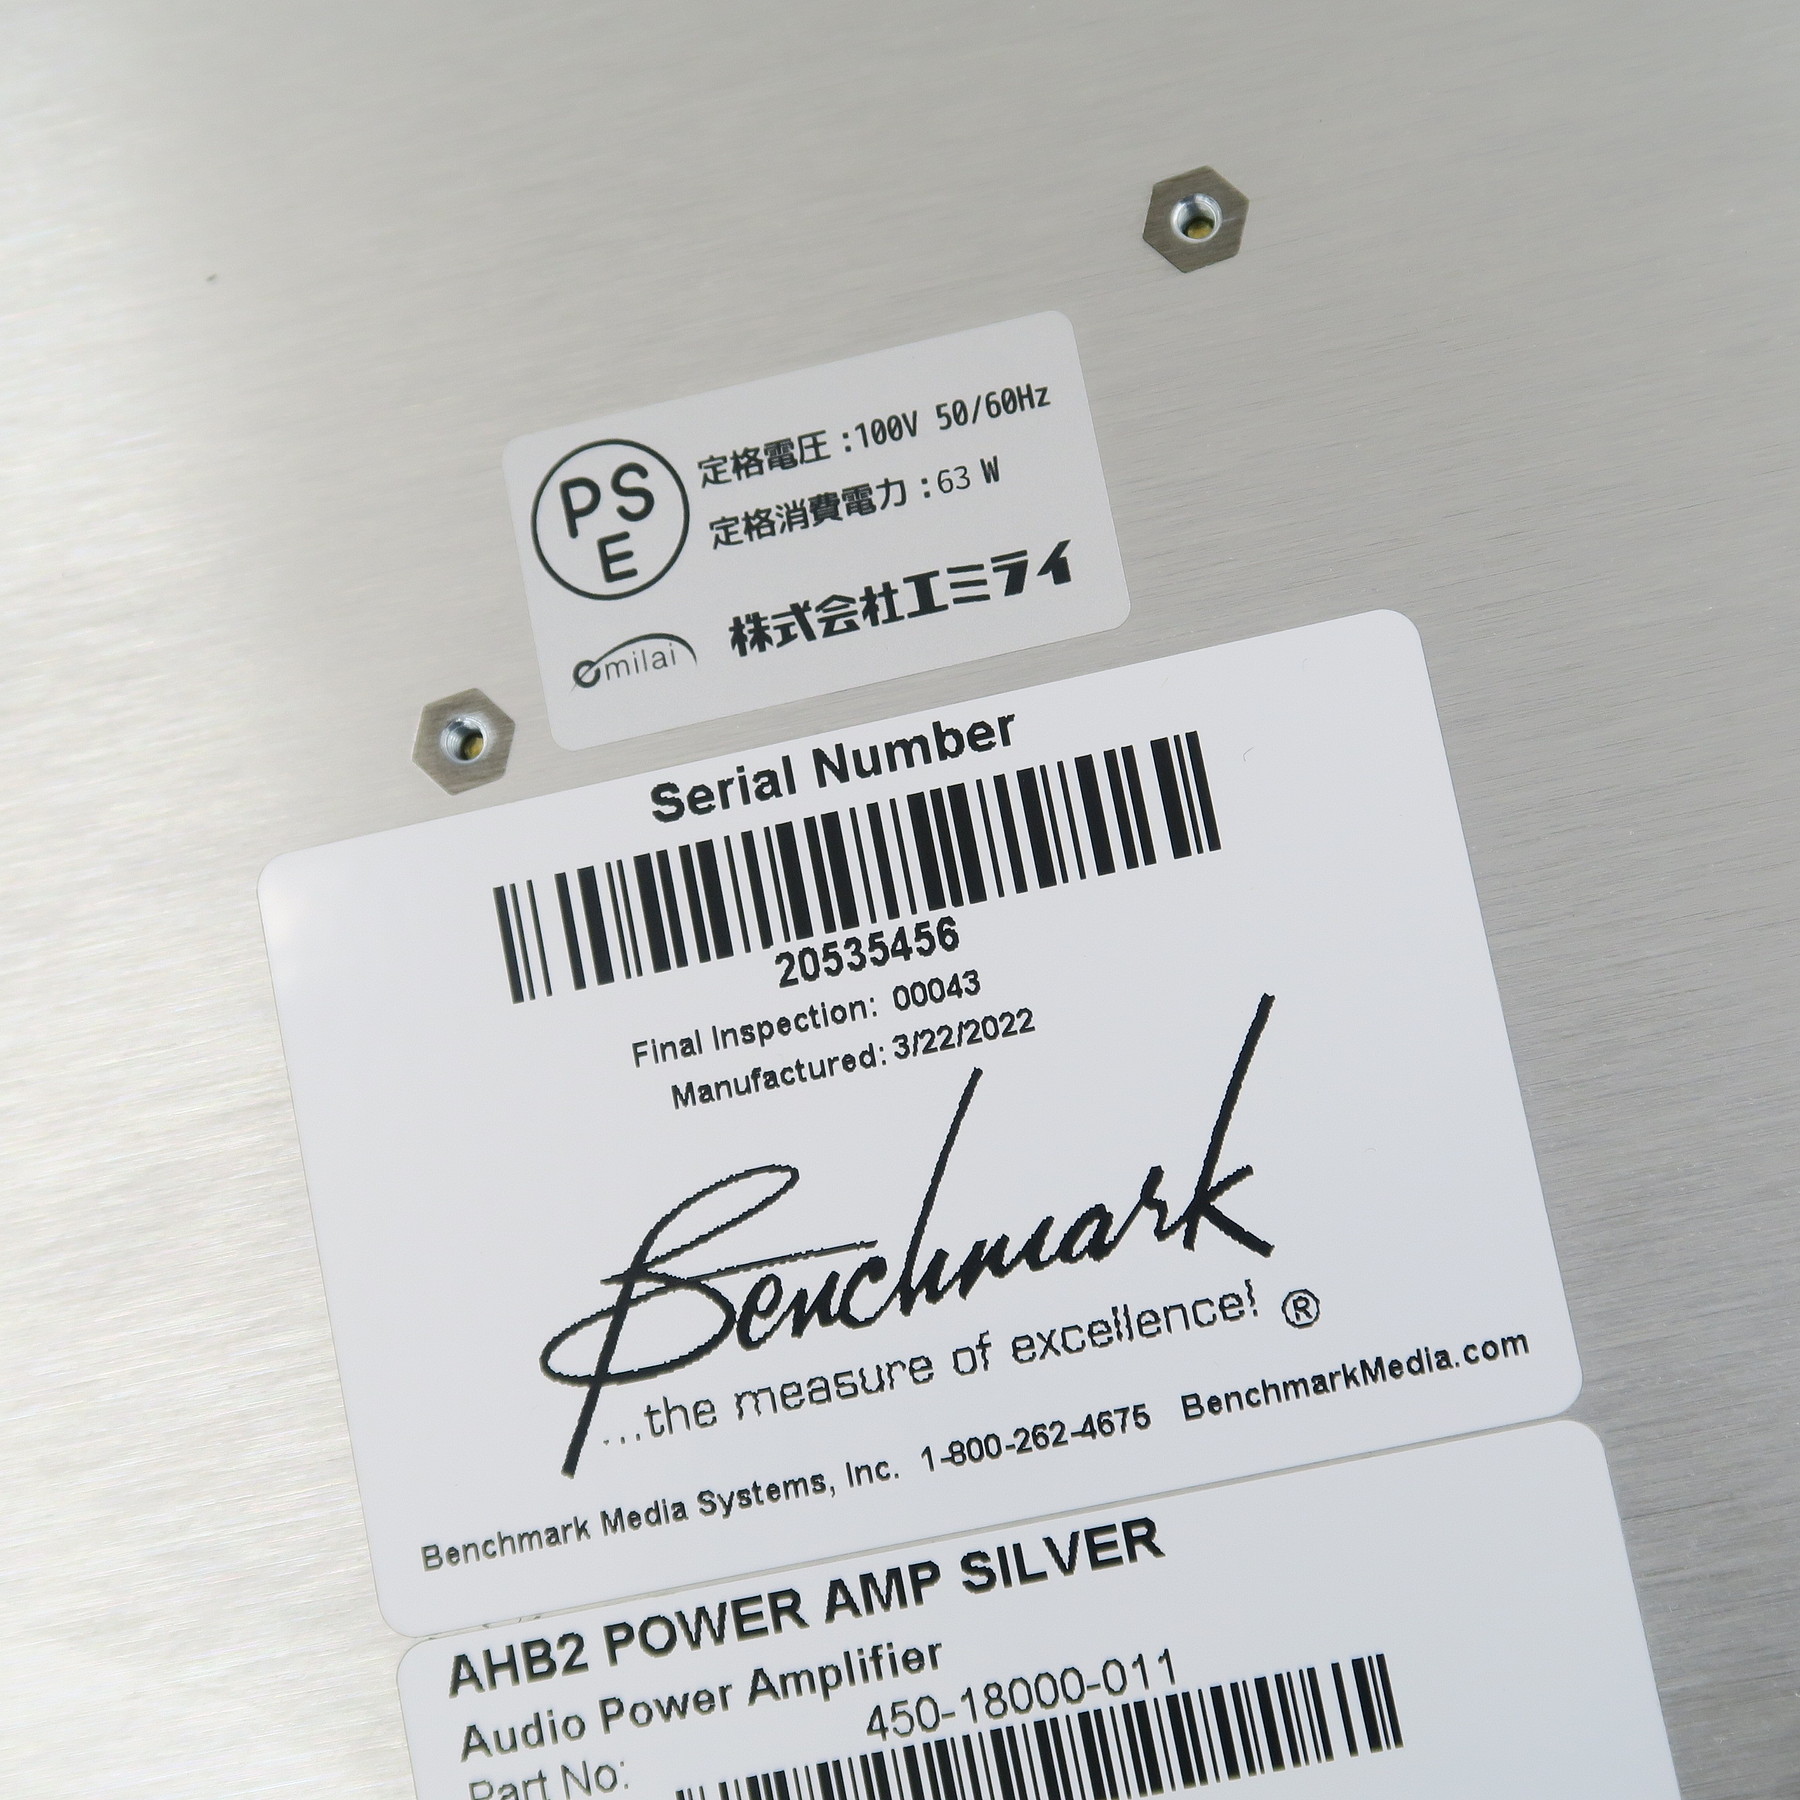 PS
E
定格電圧:100V 50/60Hz
定格消費電力:63 W
emilai
株式会社エミライ
Serial Number
20535456
Final Inspection: 00043
Manufactured: 3/22/2022
Benchmark
...the measure of excellence! ®
Benchmark Media Systems, Inc. 1-800-262-4675 BenchmarkMedia.com
AHB2 POWER AMP SILVER
Audio Power Amplifier
450-18000-011
Part No: